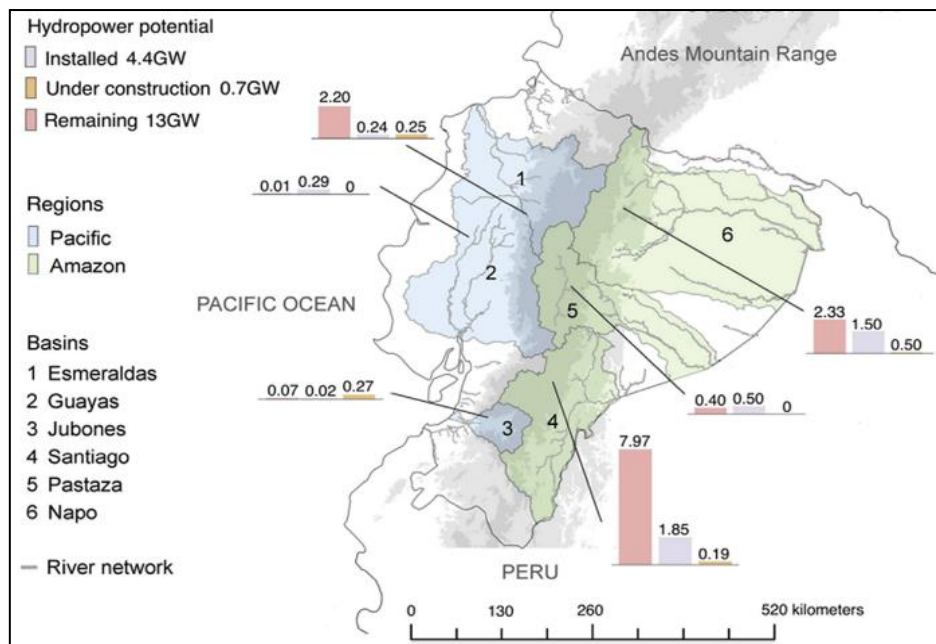 Hydropower potential
Installed 4.4GW
Under construction 0.7GW
Remaining 13GW
Andes Mountain Range
2.20 0.24 0.25
0.01 0.29 0
Regions
Pacific
Amazon
PACIFIC OCEAN
1
2
3
4
5
6
Basins
1 Esmeraldas
2 Guayas
3 Jubones
4 Santiago
5 Pastaza
6 Napo
River network
0.07 0.02 0.27
2.33 1.50 0.50
0.40 0.50 0
7.97 1.85 0.19
PERU
0 130 260 520 kilometers